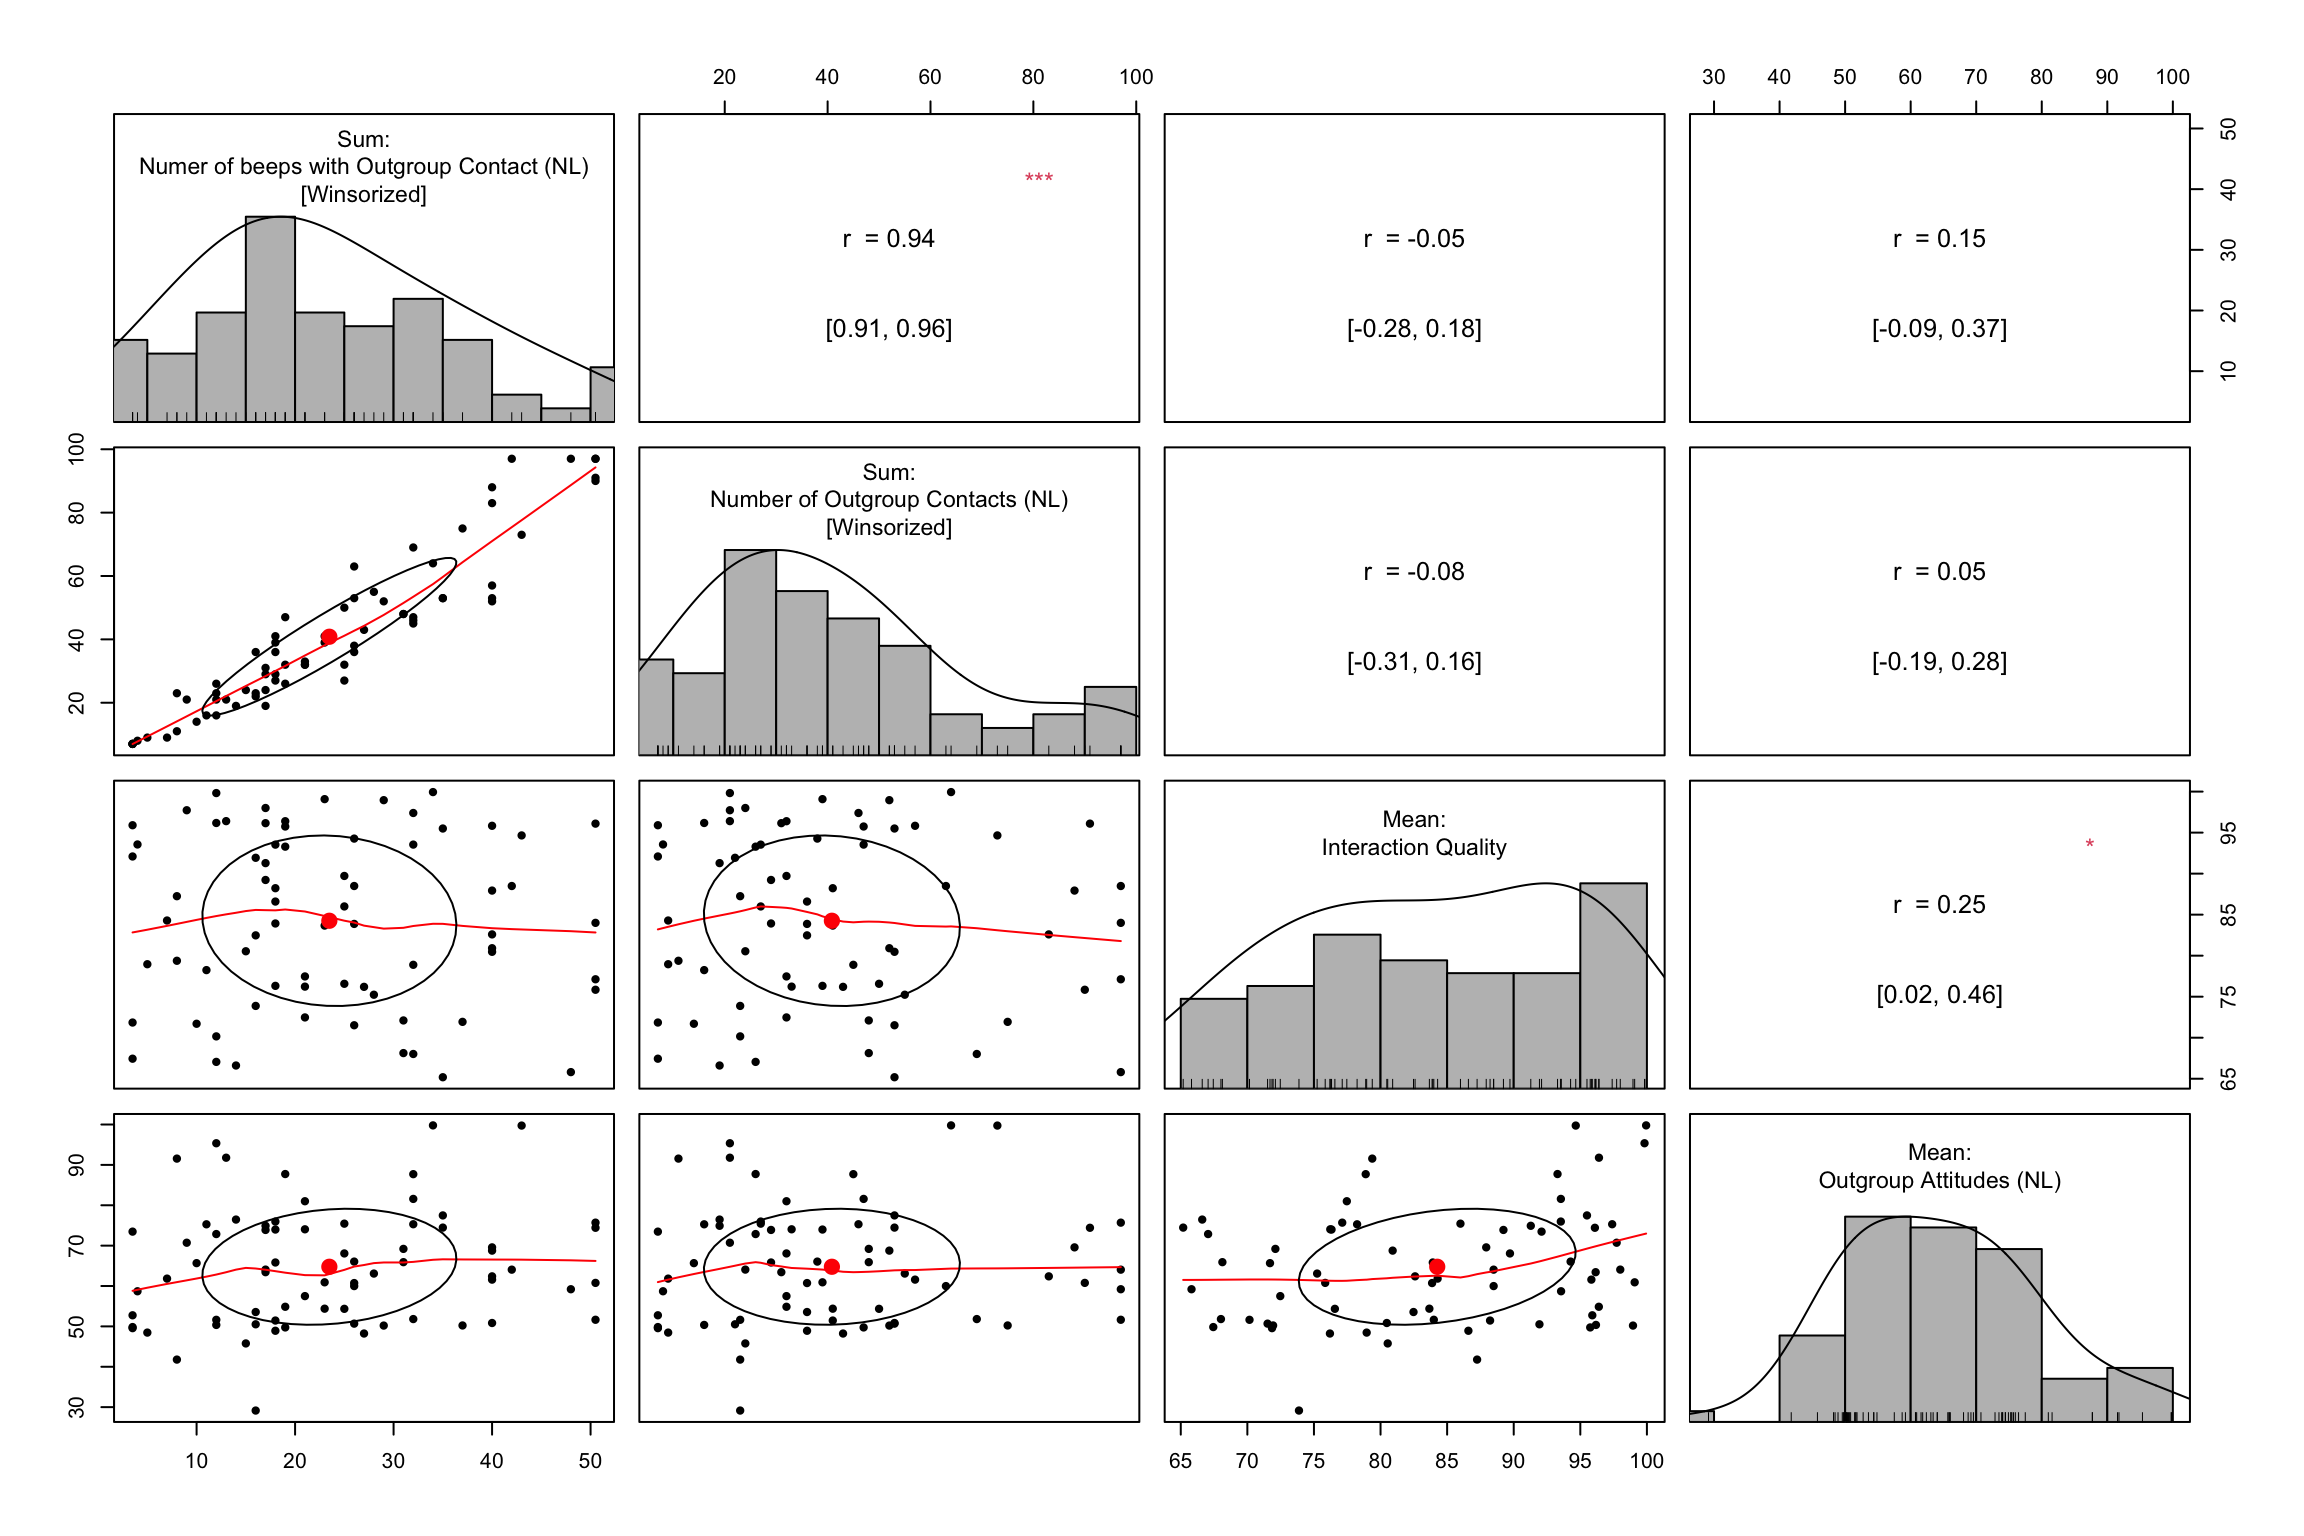 20 40 60 80 100
30 40 50 60 70 80 90 100
Sum:
Numer of beeps with Outgroup Contact (NL)
[Winsorized]
***
r = 0.94
[0.91, 0.96]
r = -0.05
[-0.28, 0.18]
r = 0.15
[-0.09, 0.37]
10 20 30 40 50
20 40 60 80 100
Sum:
Number of Outgroup Contacts (NL)
[Winsorized]
r = -0.08
[-0.31, 0.16]
r = 0.05
[-0.19, 0.28]
Mean:
Interaction Quality
*
r = 0.25
[0.02, 0.46]
65 75 85 95
30 50 70 90
Mean:
Outgroup Attitudes (NL)
10 20 30 40 50
65 70 75 80 85 90 95 100